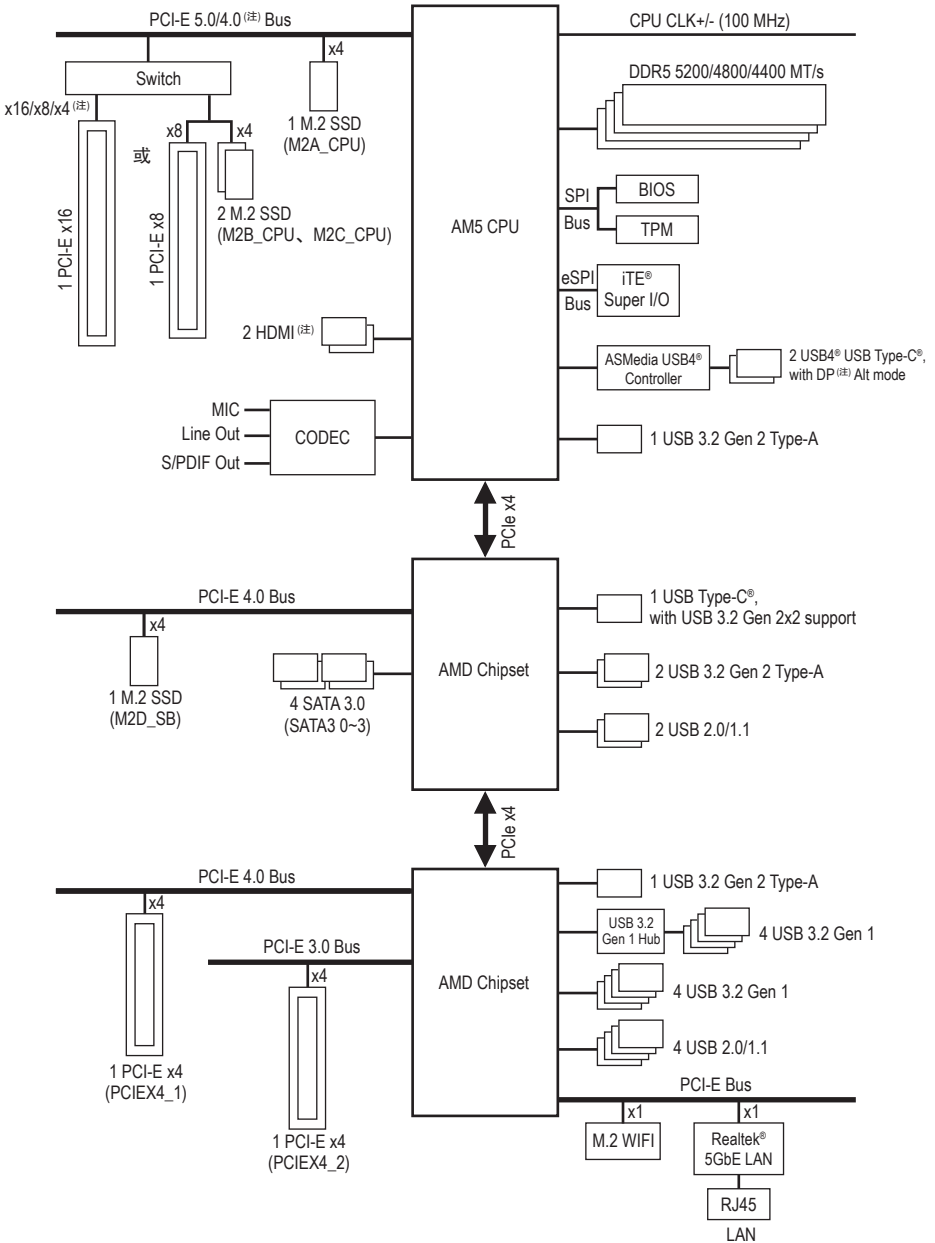 PCI-E 5.0/4.0 (注) Bus
x4
Switch
x16/x8/x4 (注)
1 PCI-E x16
或
x8
x4
1 PCI-E x8
2 M.2 SSD
(M2B_CPU、M2C_CPU)
1 M.2 SSD
(M2A_CPU)
2 HDMI (注)
MIC
Line Out
S/PDIF Out
CODEC
AM5 CPU
CPU CLK+/- (100 MHz)
DDR5 5200/4800/4400 MT/s
SPI
Bus
BIOS
TPM
eSPI
Bus
iTE®
Super I/O
ASMedia USB4®
Controller
2 USB4® USB Type-C®,
with DP (注) Alt mode
1 USB 3.2 Gen 2 Type-A
PCIe x4
PCI-E 4.0 Bus
x4
1 M.2 SSD
(M2D_SB)
4 SATA 3.0
(SATA3 0~3)
AMD Chipset
1 USB Type-C®,
with USB 3.2 Gen 2x2 support
2 USB 3.2 Gen 2 Type-A
2 USB 2.0/1.1
PCIe x4
PCI-E 4.0 Bus
x4
1 PCI-E x4
(PCIEX4_1)
PCI-E 3.0 Bus
x4
1 PCI-E x4
(PCIEX4_2)
AMD Chipset
1 USB 3.2 Gen 2 Type-A
USB 3.2
Gen 1 Hub
4 USB 3.2 Gen 1
4 USB 3.2 Gen 1
4 USB 2.0/1.1
PCI-E Bus
x1
x1
M.2 WIFI
Realtek®
5GbE LAN
RJ45
LAN